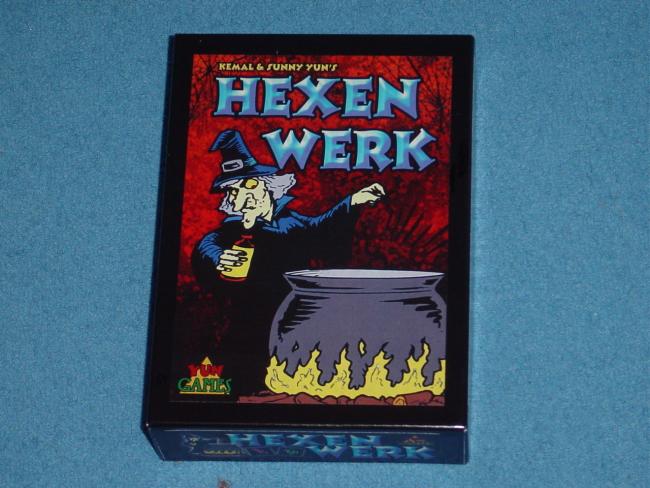 KEMAL & SUNNY YUN'S
HEXEN
WERK
YUN
GAMES
HEXEN
WERK